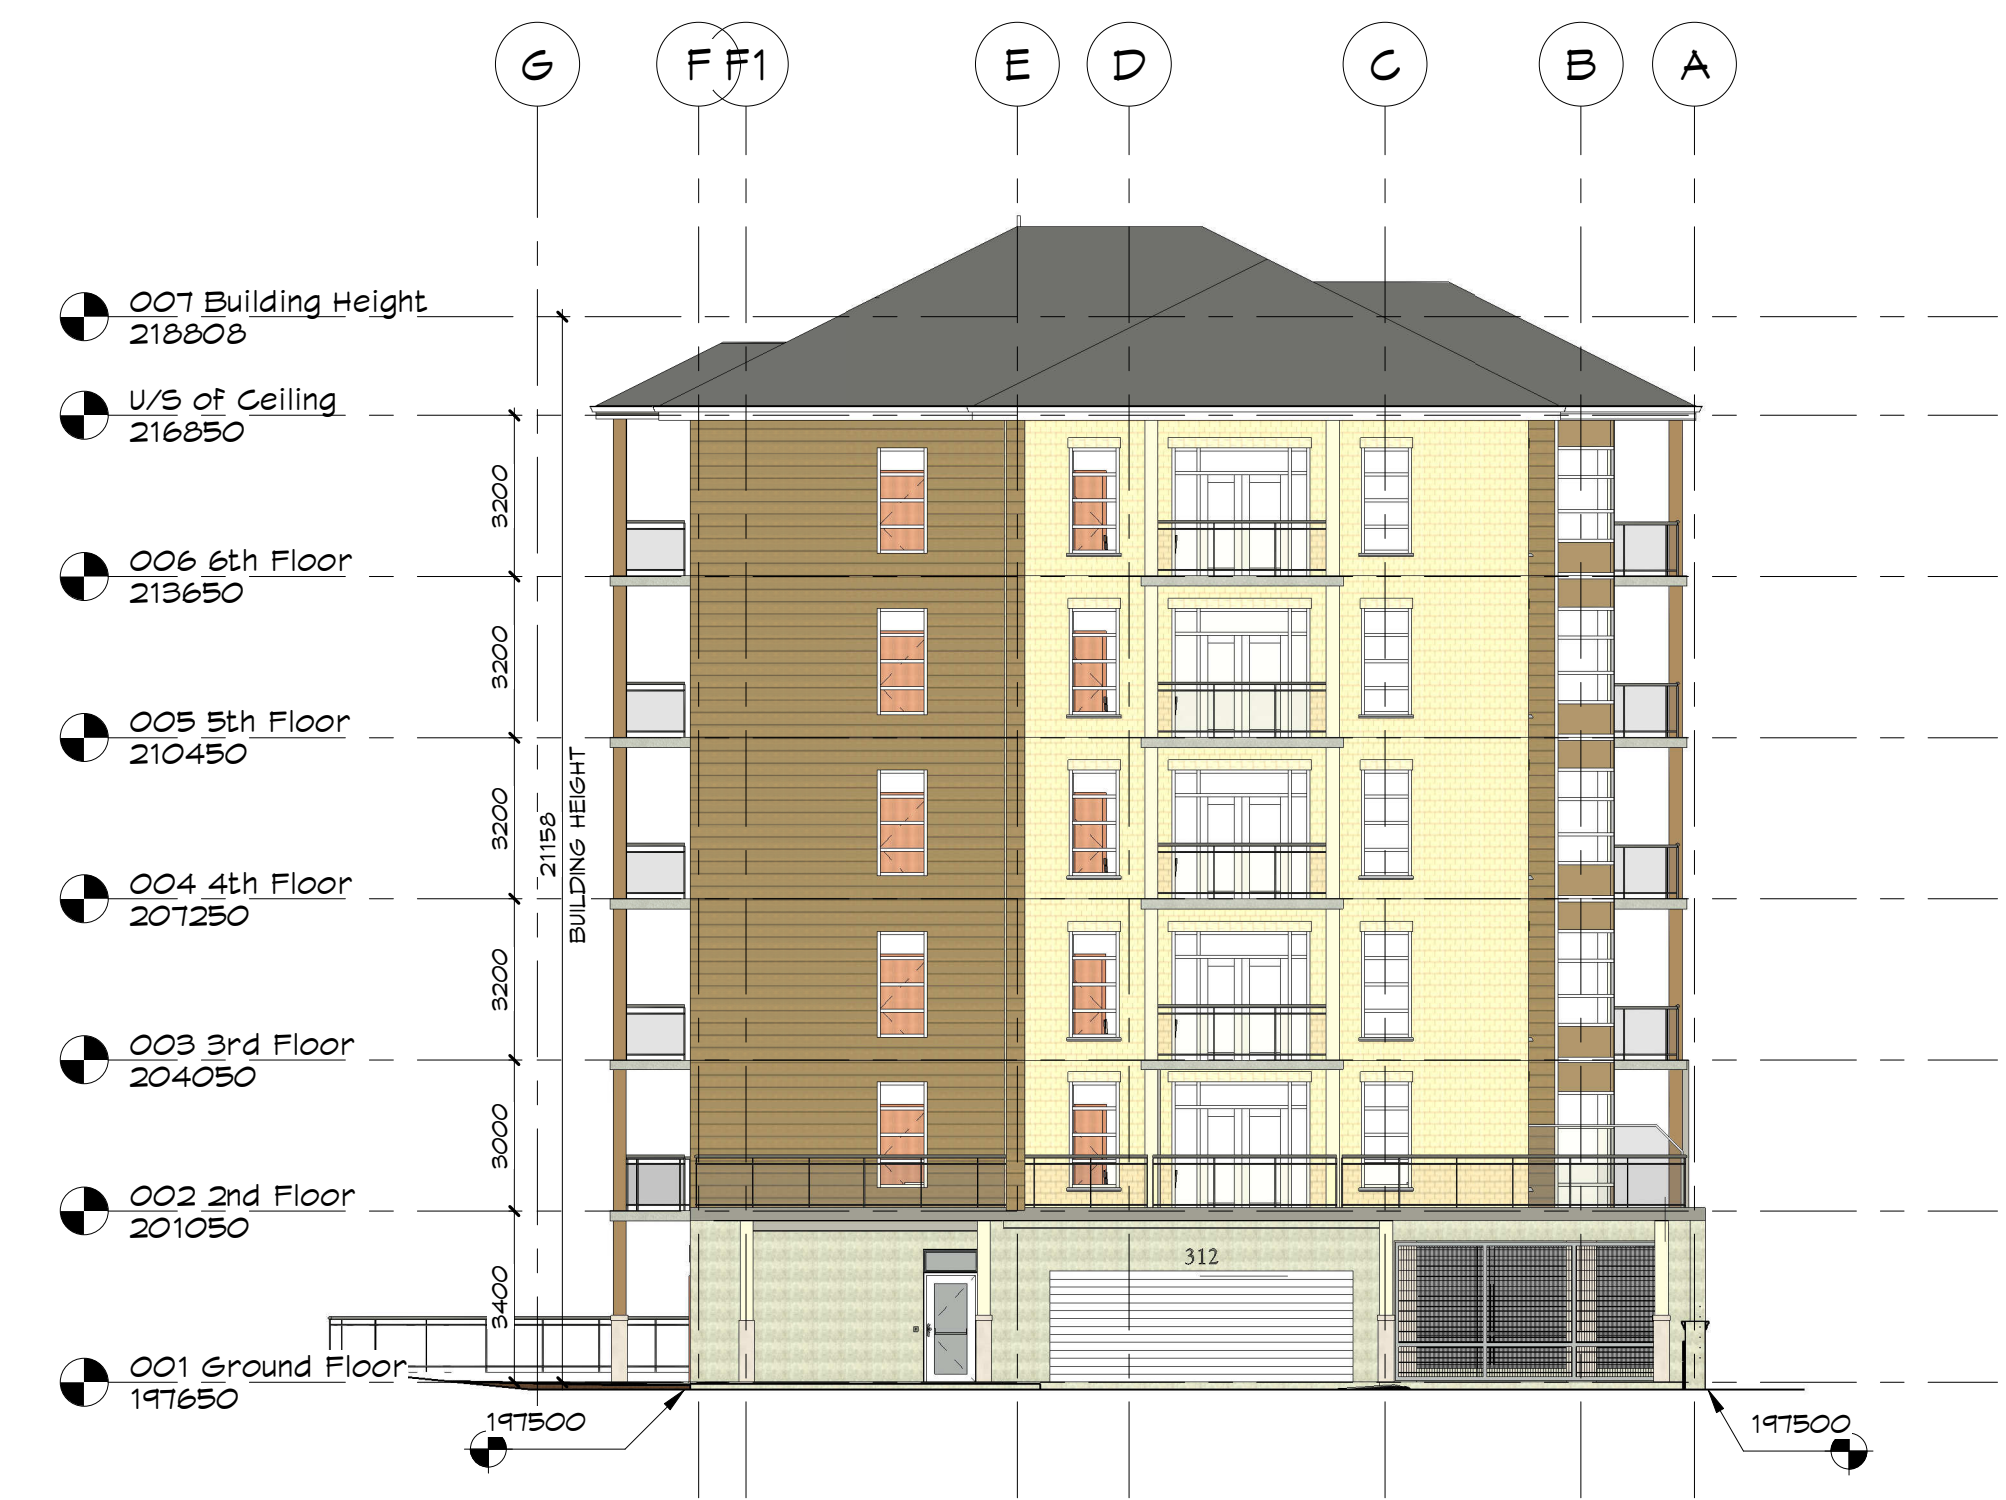 G F F1 E D C B A
007 Building Height
218808
U/S of Ceiling
216850
3200
006 6th Floor
213650
3200
005 5th Floor
210450
3200
21158
BUILDING HEIGHT
004 4th Floor
207250
3200
003 3rd Floor
204050
3000
002 2nd Floor
201050
312
3400
001 Ground Floor
197650
197500
197500